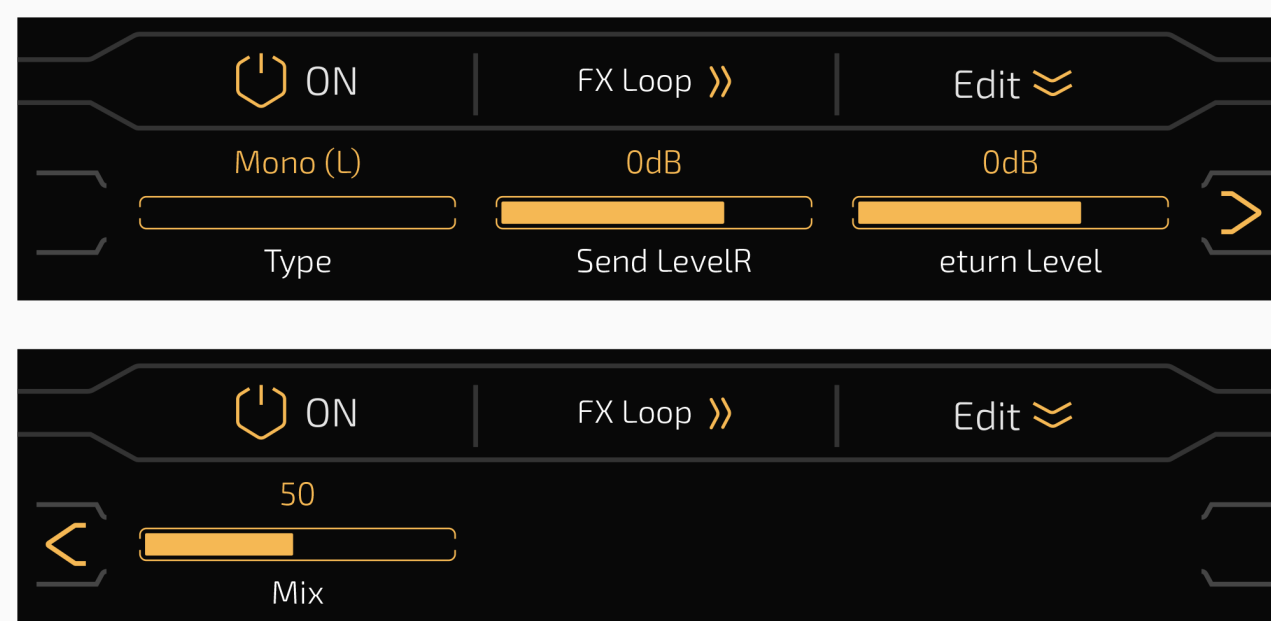 ON FX Loop Edit
Mono (L) 0dB 0dB
Type Send LevelR eturn Level
ON FX Loop Edit
50
Mix